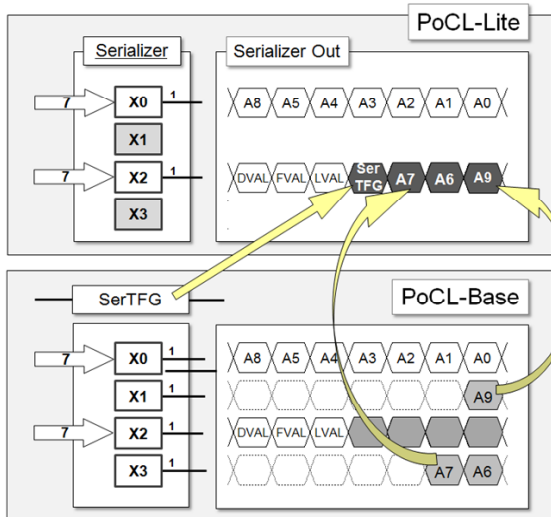 PoCL-Lite
Serializer
Serializer Out
7 X0 1 A8 A5 A4 A3 A2 A1 A0
X1
7 X2 1 DVAL FVAL LVAL Ser TFG A7 A6 A9
X3
SerTFG
PoCL-Base
7 X0 1 A8 A5 A4 A3 A2 A1 A0
X1 1 A9
7 X2 1 DVAL FVAL LVAL
X3 1 A7 A6